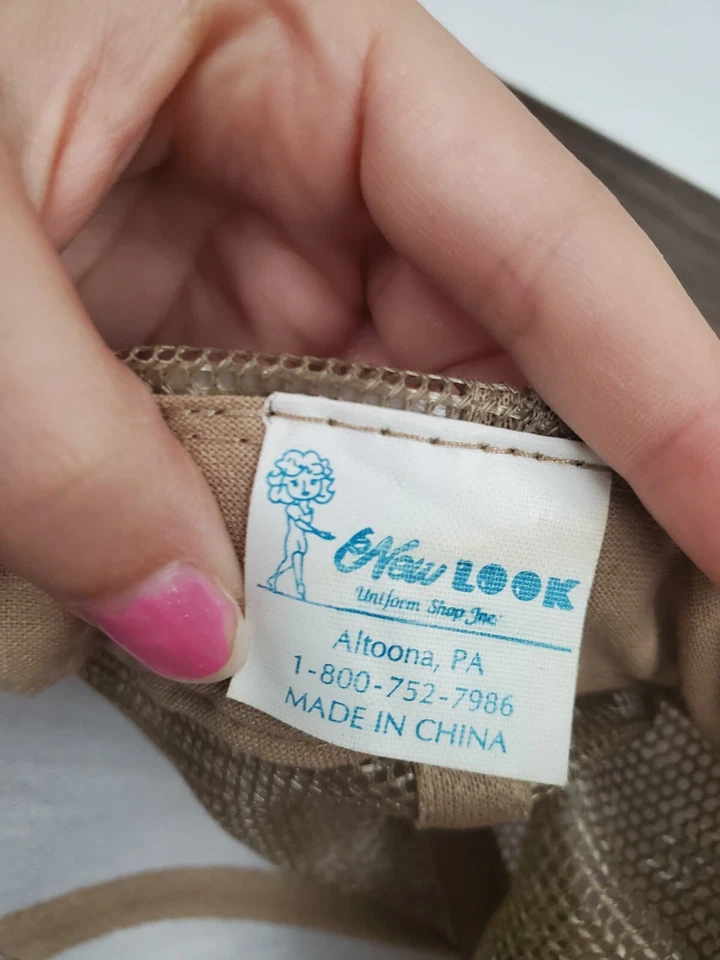 New LOOK
Uniform Shop Inc.
Altoona, PA
1-800-752-7986
MADE IN CHINA